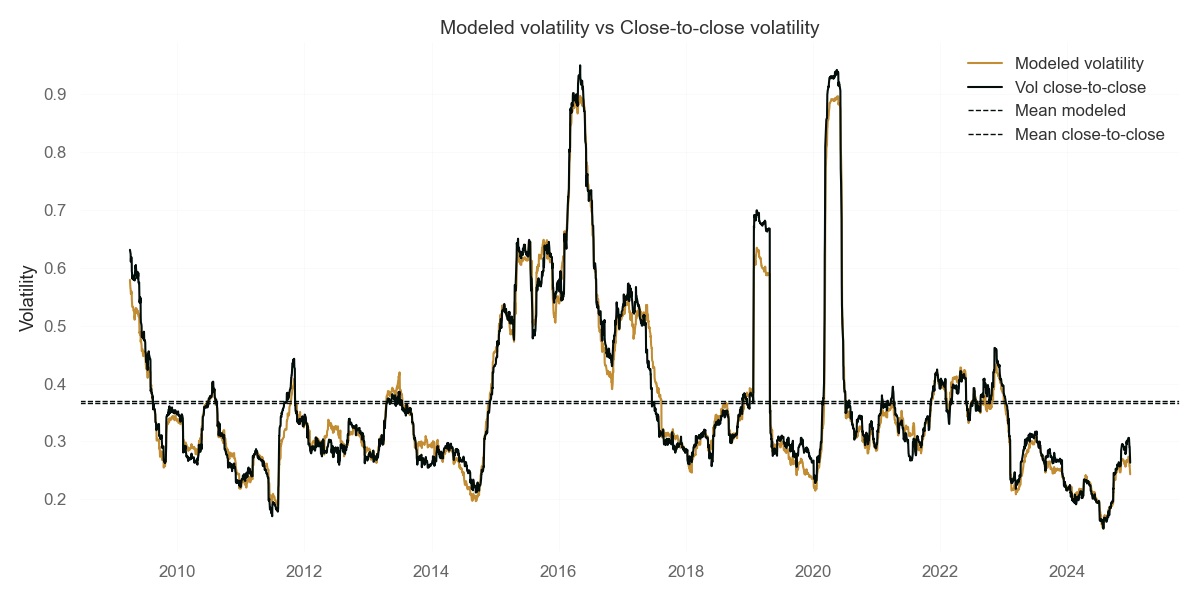 Modeled volatility vs Close-to-close volatility
Modeled volatility
Vol close-to-close
Mean modeled
Mean close-to-close
Volatility
0.9
0.8
0.7
0.6
0.5
0.4
0.3
0.2
2010
2012
2014
2016
2018
2020
2022
2024